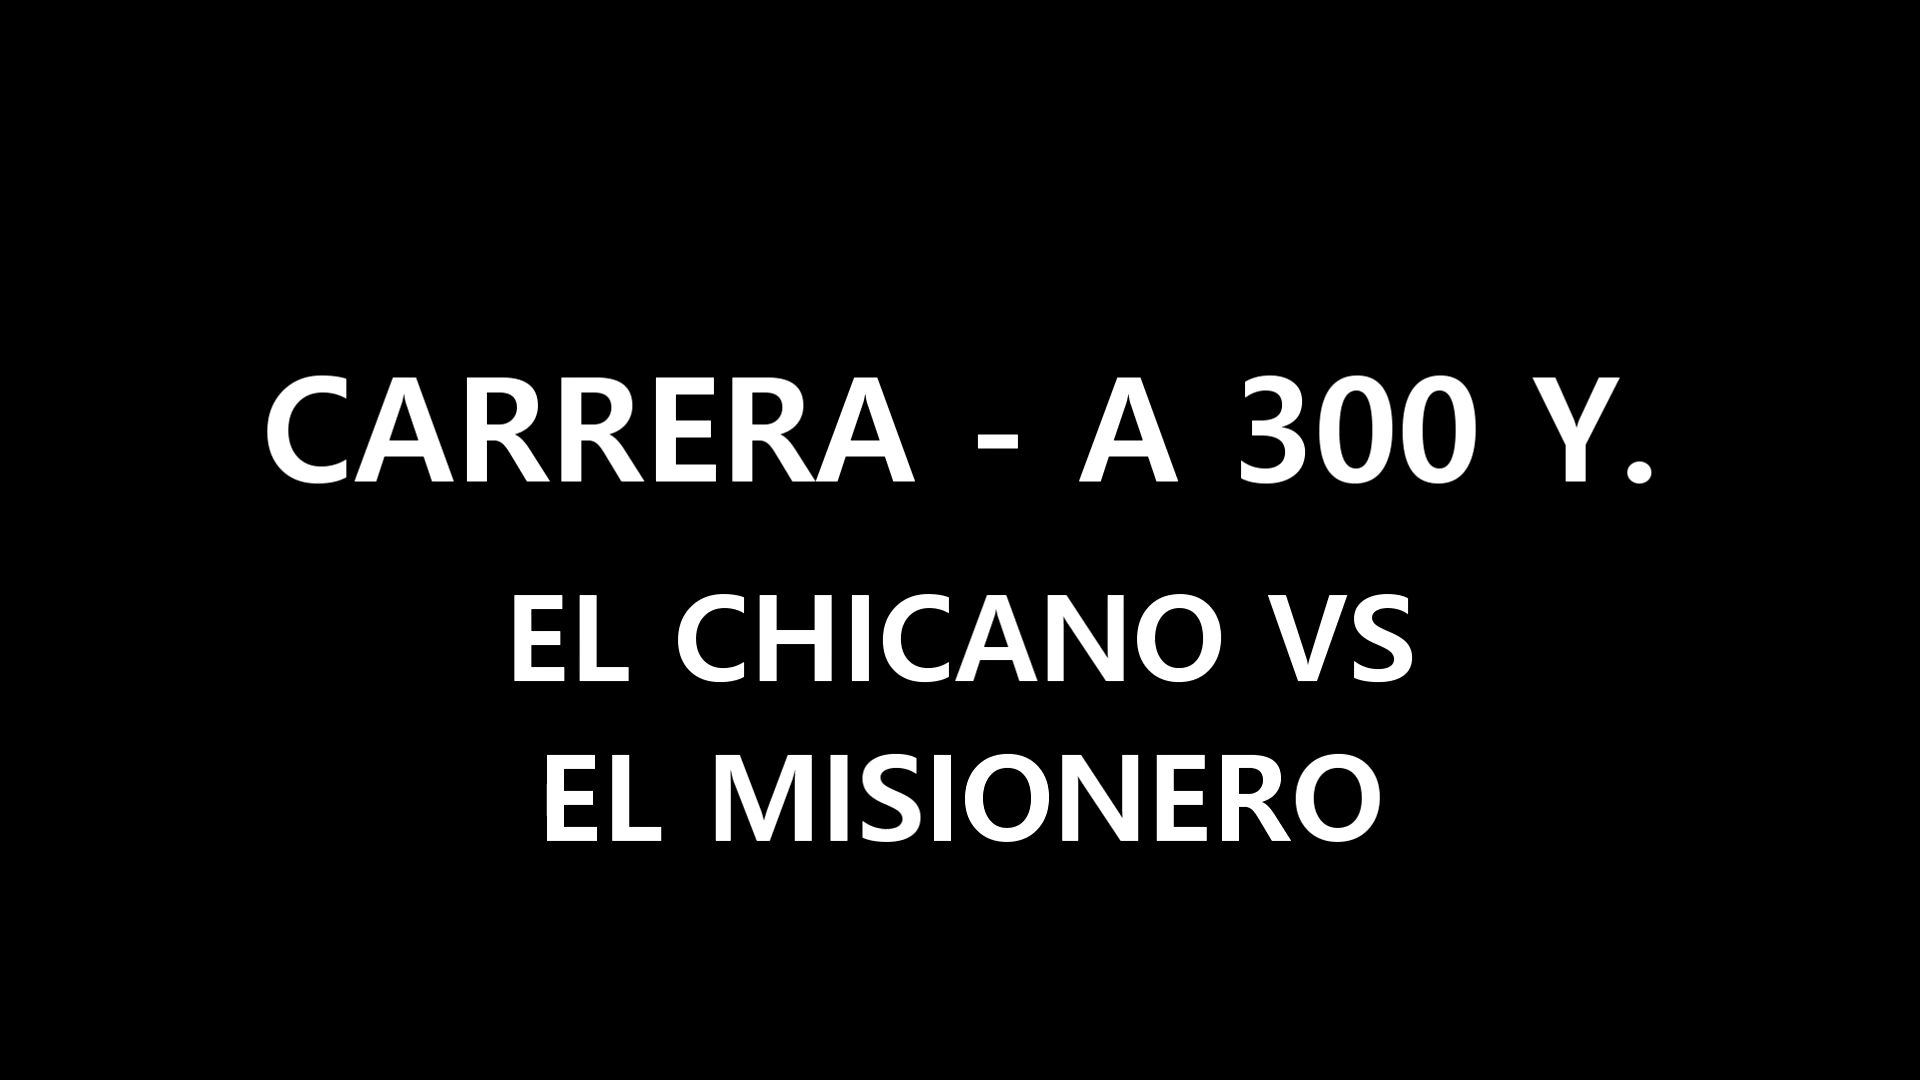 CARRERA - A 300 Y.
EL CHICANO VS
EL MISIONERO